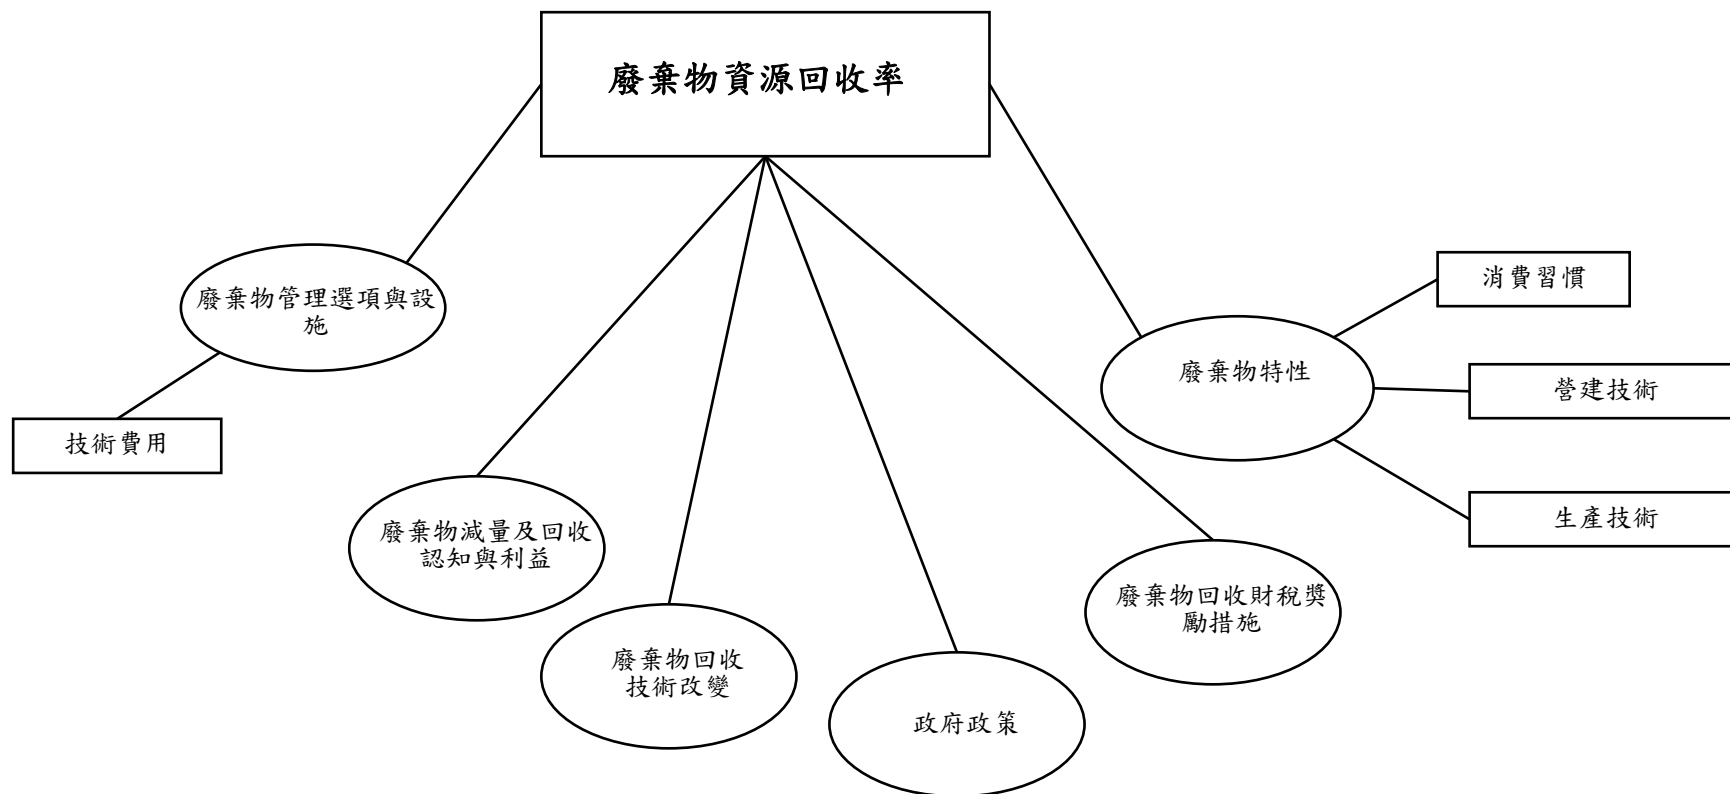 廢棄物資源回收率
廢棄物管理選項與設
施
技術費用
廢棄物減量及回收
認知與利益
廢棄物回收
技術改變
政府政策
廢棄物回收財稅獎
勵措施
廢棄物特性
消費習慣
營建技術
生產技術